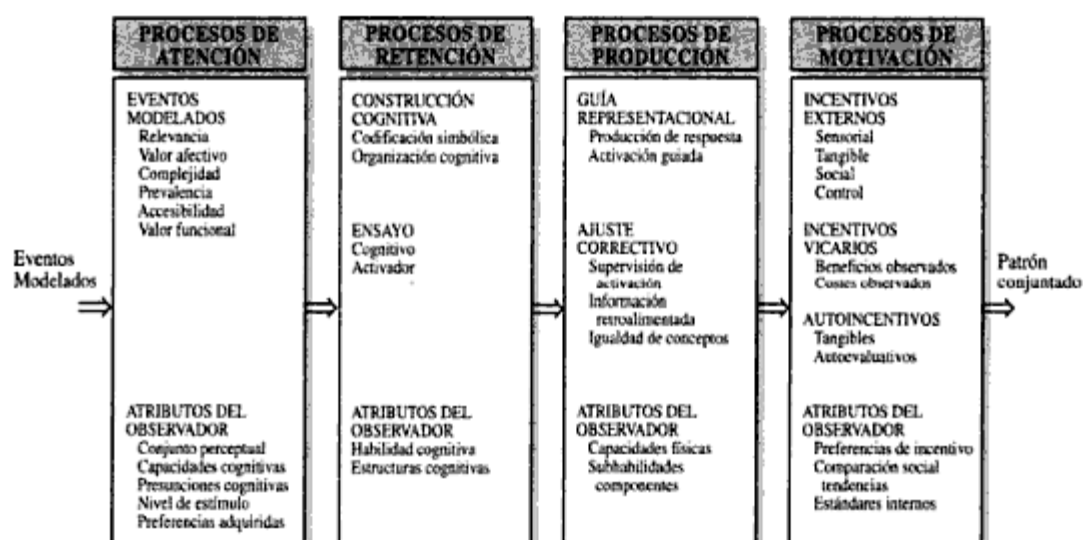 PROCESOS DE
ATENCIÓN
PROCESOS DE
RETENCIÓN
PROCESOS DE
PRODUCCIÓN
PROCESOS DE
MOTIVACIÓN
Eventos
Modelados
EVENTOS
MODELADOS
Relevancia
Valor afectivo
Complejidad
Prevalencia
Accesibilidad
Valor funcional
ATRIBUTOS DEL
OBSERVADOR
Conjunto perceptual
Capacidades cognitivas
Presunciones cognitivas
Nivel de estímulo
Preferencias adquiridas
CONSTRUCCIÓN
COGNITIVA
Codificación simbólica
Organización cognitiva
ENSAYO
Cognitivo
Activador
ATRIBUTOS DEL
OBSERVADOR
Habilidad cognitiva
Estructuras cognitivas
GUÍA
REPRESENTACIONAL
Producción de respuesta
Activación guiada
AJUSTE
CORRECTIVO
Supervisión de
activación
Información
retroalimentada
Igualdad de conceptos
ATRIBUTOS DEL
OBSERVADOR
Capacidades físicas
Subhabilidades
componentes
INCENTIVOS
EXTERNOS
Sensorial
Tangible
Social
Control
INCENTIVOS
VICARIOS
Beneficios observados
Costes observados
AUTOINCENTIVOS
Tangibles
Autoevaluativos
ATRIBUTOS DEL
OBSERVADOR
Preferencias de incentivo
Comparación social
tendencias
Estándares internos
Patrón
conjuntado